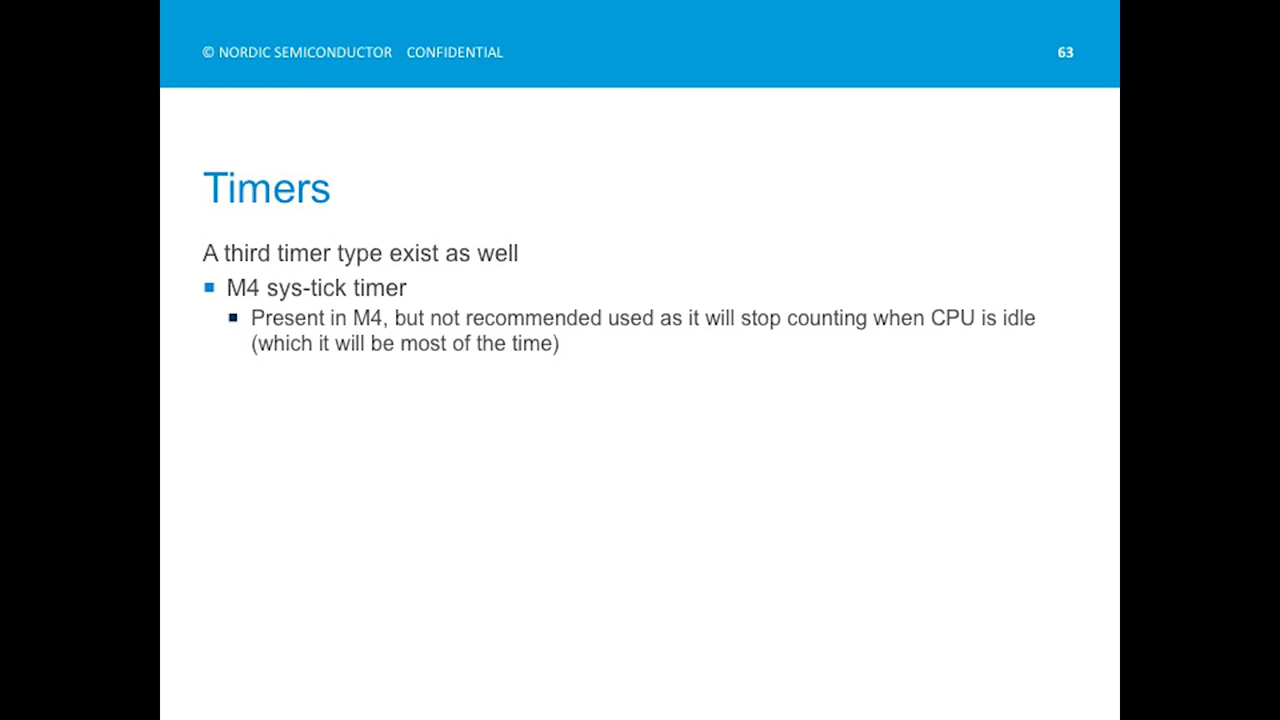 © NORDIC SEMICONDUCTOR CONFIDENTIAL 63
Timers
A third timer type exist as well
M4 sys-tick timer
Present in M4, but not recommended used as it will stop counting when CPU is idle
(which it will be most of the time)